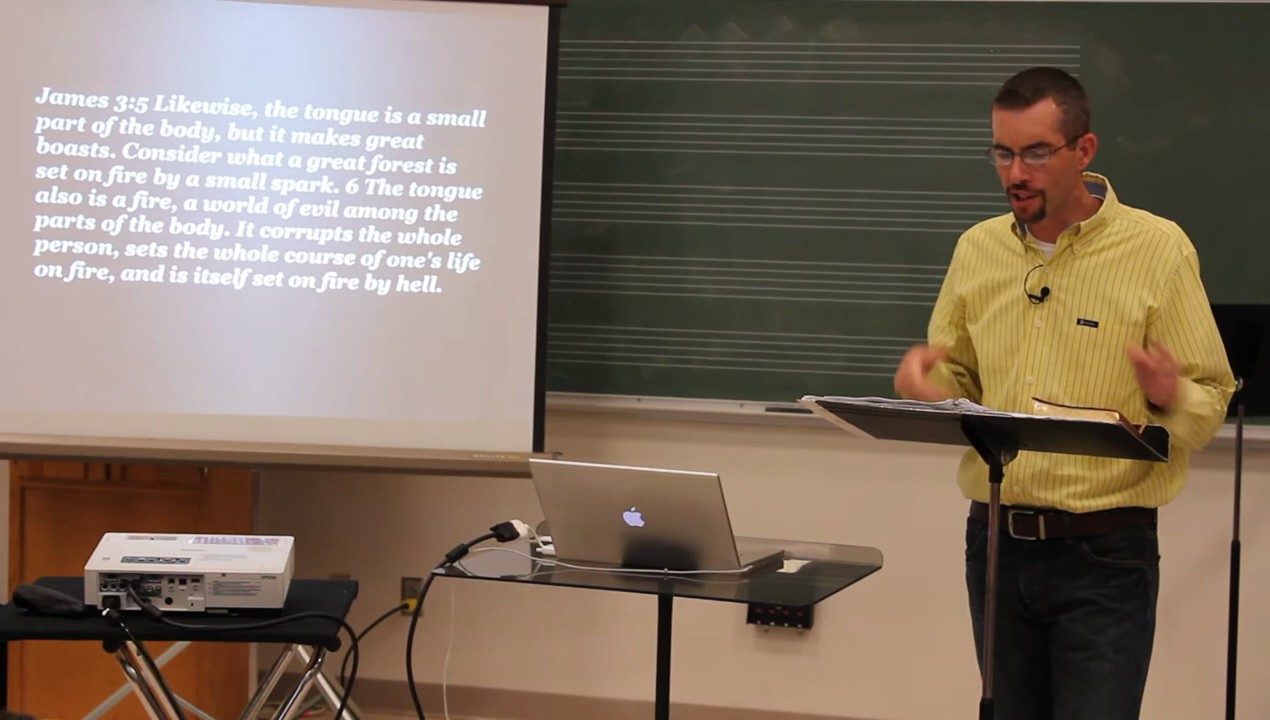 James 3:5 Likewise, the tongue is a small
part of the body, but it makes great
boasts. Consider what a great forest is
set on fire by a small spark. 6 The tongue
also is a fire, a world of evil among the
parts of the body. It corrupts the whole
person, sets the whole course of one's life
on fire, and is itself set on fire by hell.
EPSON